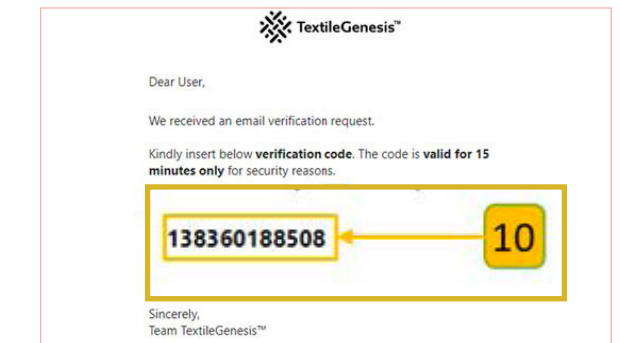 TextileGenesis™
Dear User,
We received an email verification request.
Kindly insert below verification code. The code is valid for 15
minutes only for security reasons.
138360188508
10
Sincerely,
Team TextileGenesis™